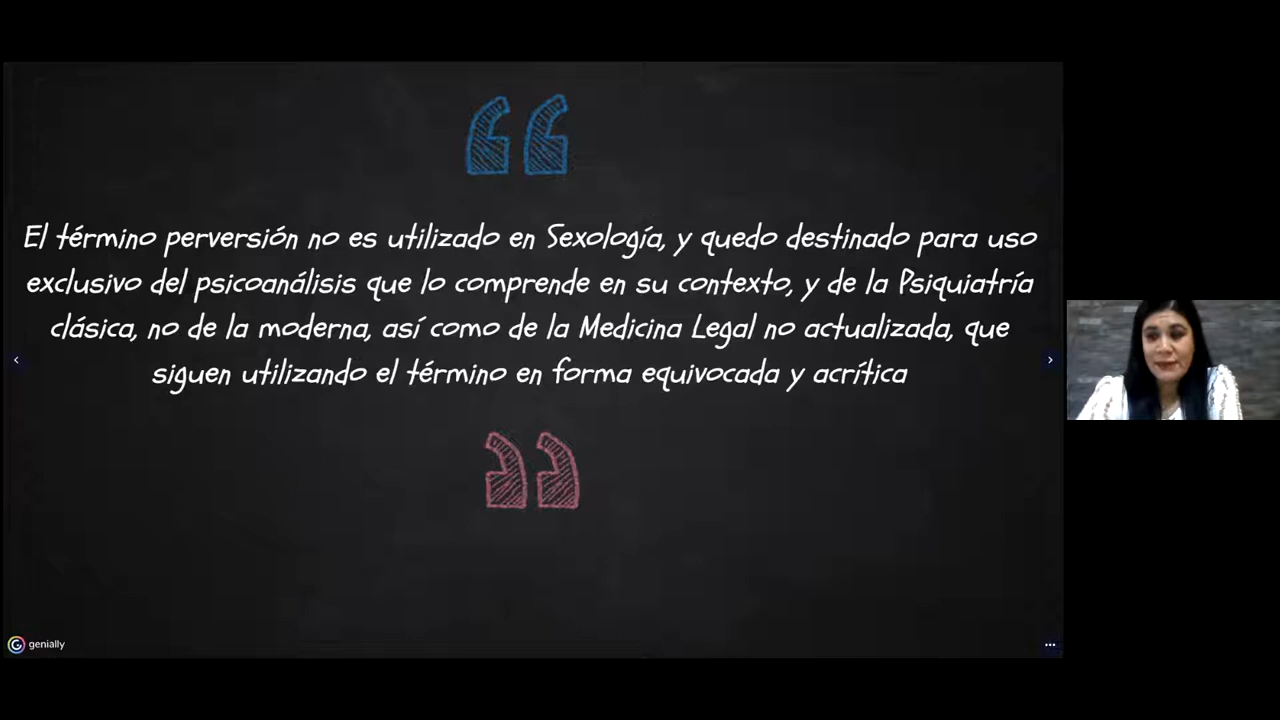 El término perversión no es utilizado en Sexología, y quedo destinado para uso
exclusivo del psicoanálisis que lo comprende en su contexto, y de la Psiquiatría
clásica, no de la moderna, así como de la Medicina Legal no actualizada, que
siguen utilizando el término en forma equivocada y acrítica
genially